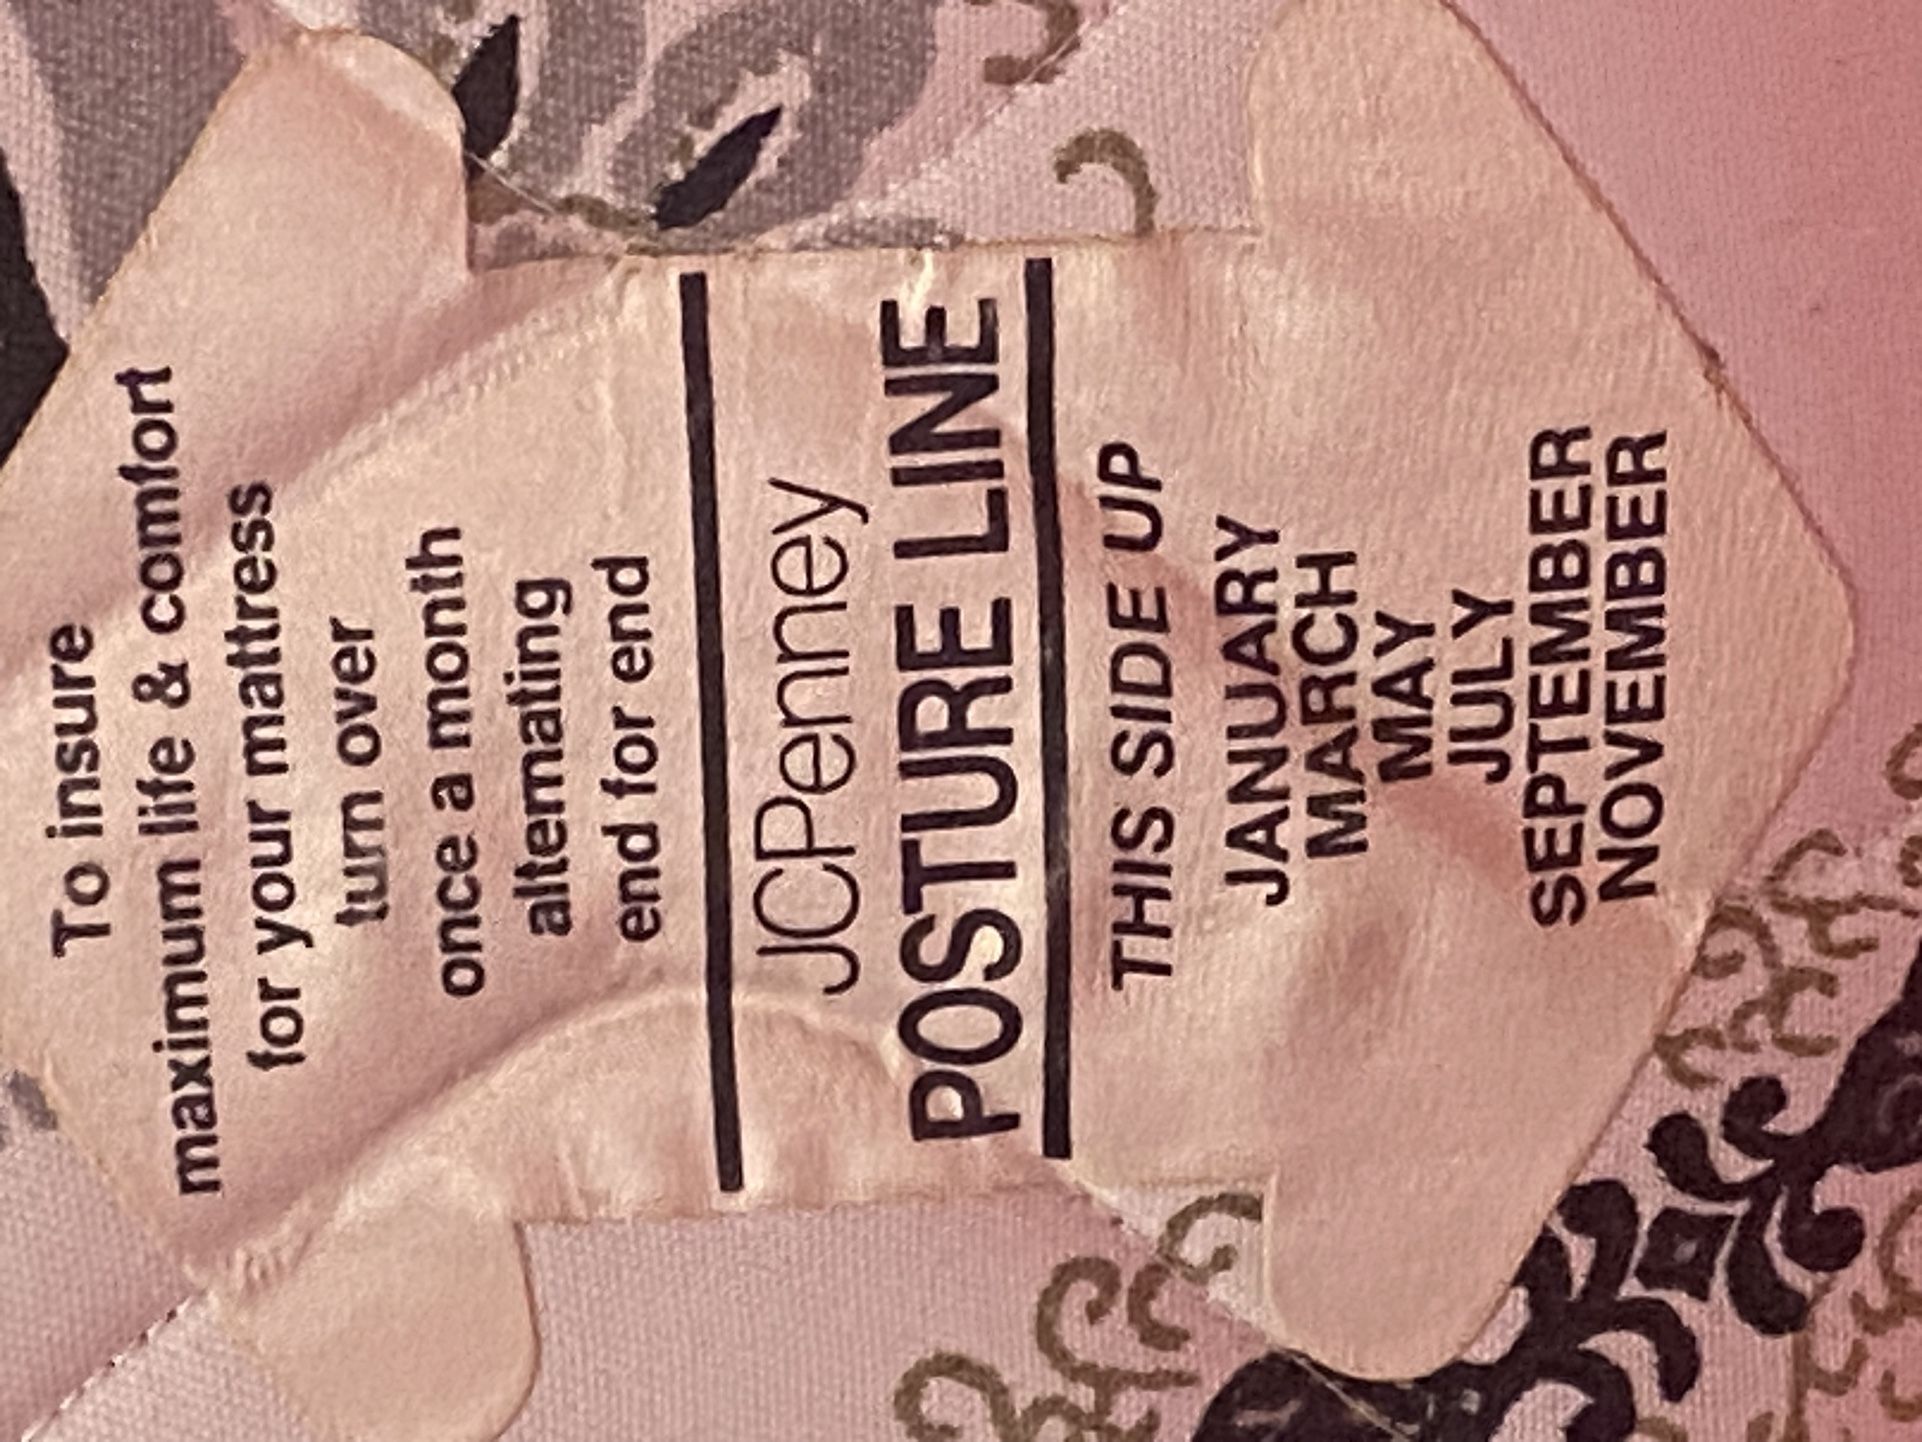 To insure
maximum life & comfort
for your mattress
turn over
once a month
alternating
end for end
JCPenney
POSTURE LINE
THIS SIDE UP
JANUARY
MARCH
MAY
JULY
SEPTEMBER
NOVEMBER